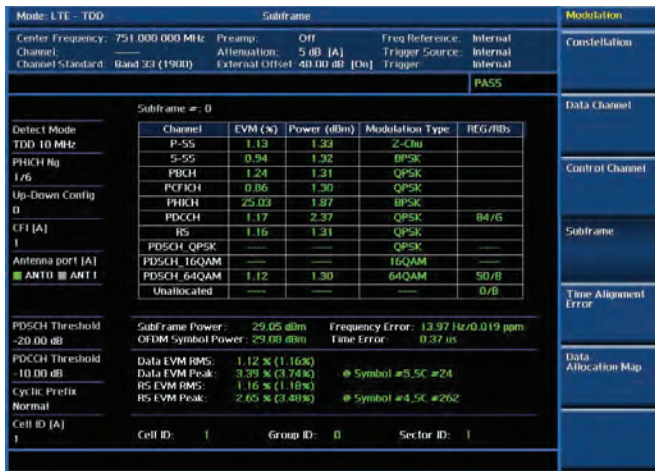 Mode: LTE - TDD Subframe Modulation
Center Frequency: 751.000 000 MHz Preamp: Off Freq Reference: Internal
Channel: ---- Attenuation: 5 dB [A] Trigger Source: Internal
Channel Standard: Band 33 (1900) External Offset: 40.00 dB [On] Trigger: Internal
PASS
Constellation
Data Channel
Control Channel
Subframe
Time Alignment Error
Data Allocation Map
Subframe #: 0
Detect Mode
TDD 10 MHz
PHICH Ng
1/6
Up-Down Config
0
CFI [A]
1
Antenna port [A]
ANT0 ANT1
PDSCH Threshold
-20.00 dB
PDCCH Threshold
-10.00 dB
Cyclic Prefix
Normal
Cell ID [A]
1
Channel EVM (%) Power (dBm) Modulation Type REG/RBs
P-SS 1.13 1.33 Z-Chu
S-SS 0.94 1.32 BPSK
PBCH 1.24 1.31 QPSK
PCFICH 0.86 1.30 QPSK
PHICH 25.03 1.87 BPSK
PDCCH 1.17 2.37 QPSK 84/6
RS 1.16 1.31 QPSK
PDSCH_QPSK ---- ---- QPSK ----
PDSCH_16QAM ---- ---- 16QAM ----
PDSCH_64QAM 1.12 1.30 64QAM 50/8
Unallocated ---- ---- ---- 0/8
SubFrame Power: 29.05 dBm Frequency Error: 13.97 Hz/0.019 ppm
OFDM Symbol Power: 29.08 dBm Time Error: 0.37 us
Data EVM RMS: 1.12 % (1.16%)
Data EVM Peak: 3.39 % (3.74%) @ Symbol #5,SC #24
RS EVM RMS: 1.16 % (1.18%)
RS EVM Peak: 2.65 % (3.48%) @ Symbol #4,SC #262
Cell ID: 1 Group ID: 0 Sector ID: 1